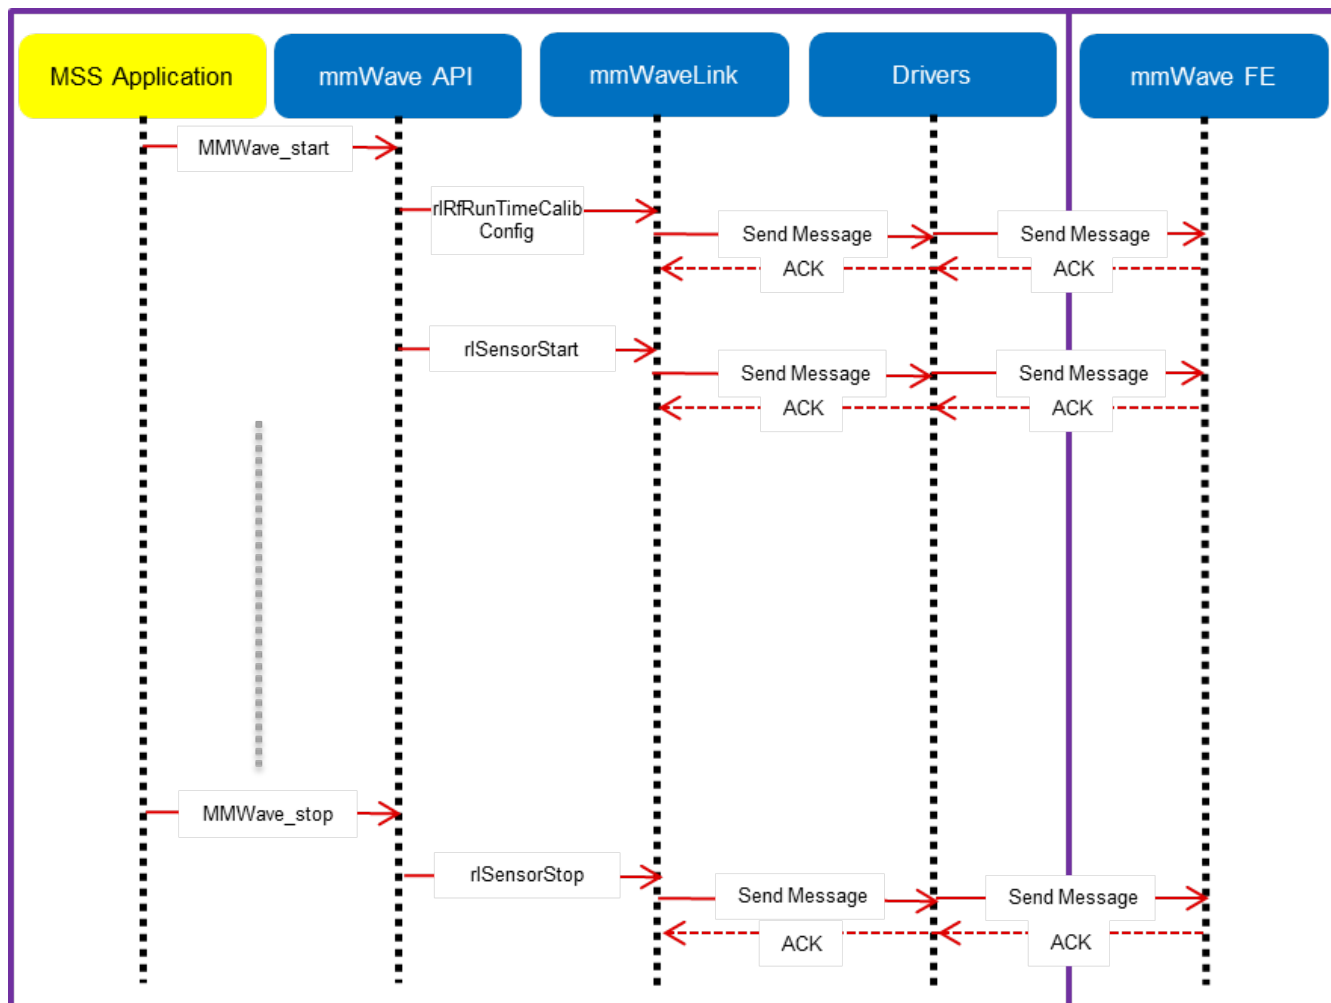 MSS Application
mmWave API
mmWaveLink
Drivers
mmWave FE
MMWave_start
rlRfRunTimeCalib
Config
Send Message
Send Message
ACK
ACK
rlSensorStart
Send Message
Send Message
ACK
ACK
MMWave_stop
rlSensorStop
Send Message
Send Message
ACK
ACK